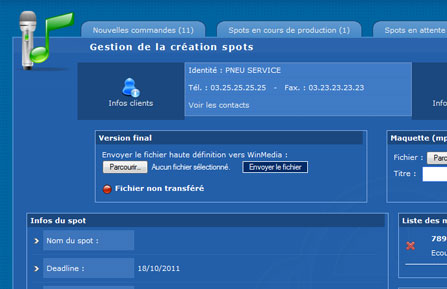 Nouvelles commandes (11) Spots en cours de production (1) Spots en attente
Gestion de la création spots
Identité : PNEU SERVICE
Tél. : 03.25.25.25.25 - Fax. : 03.23.23.23.23
Infos clients Voir les contacts Info
Version final Maquette (mp
Envoyer le fichier haute définition vers WinMedia : Fichier : Parc
Parcourir... Aucun fichier sélectionné. Envoyer le fichier Titre :
Fichier non transféré
Infos du spot Liste des m
Nom du spot : 789
Ecou
Deadline : 18/10/2011